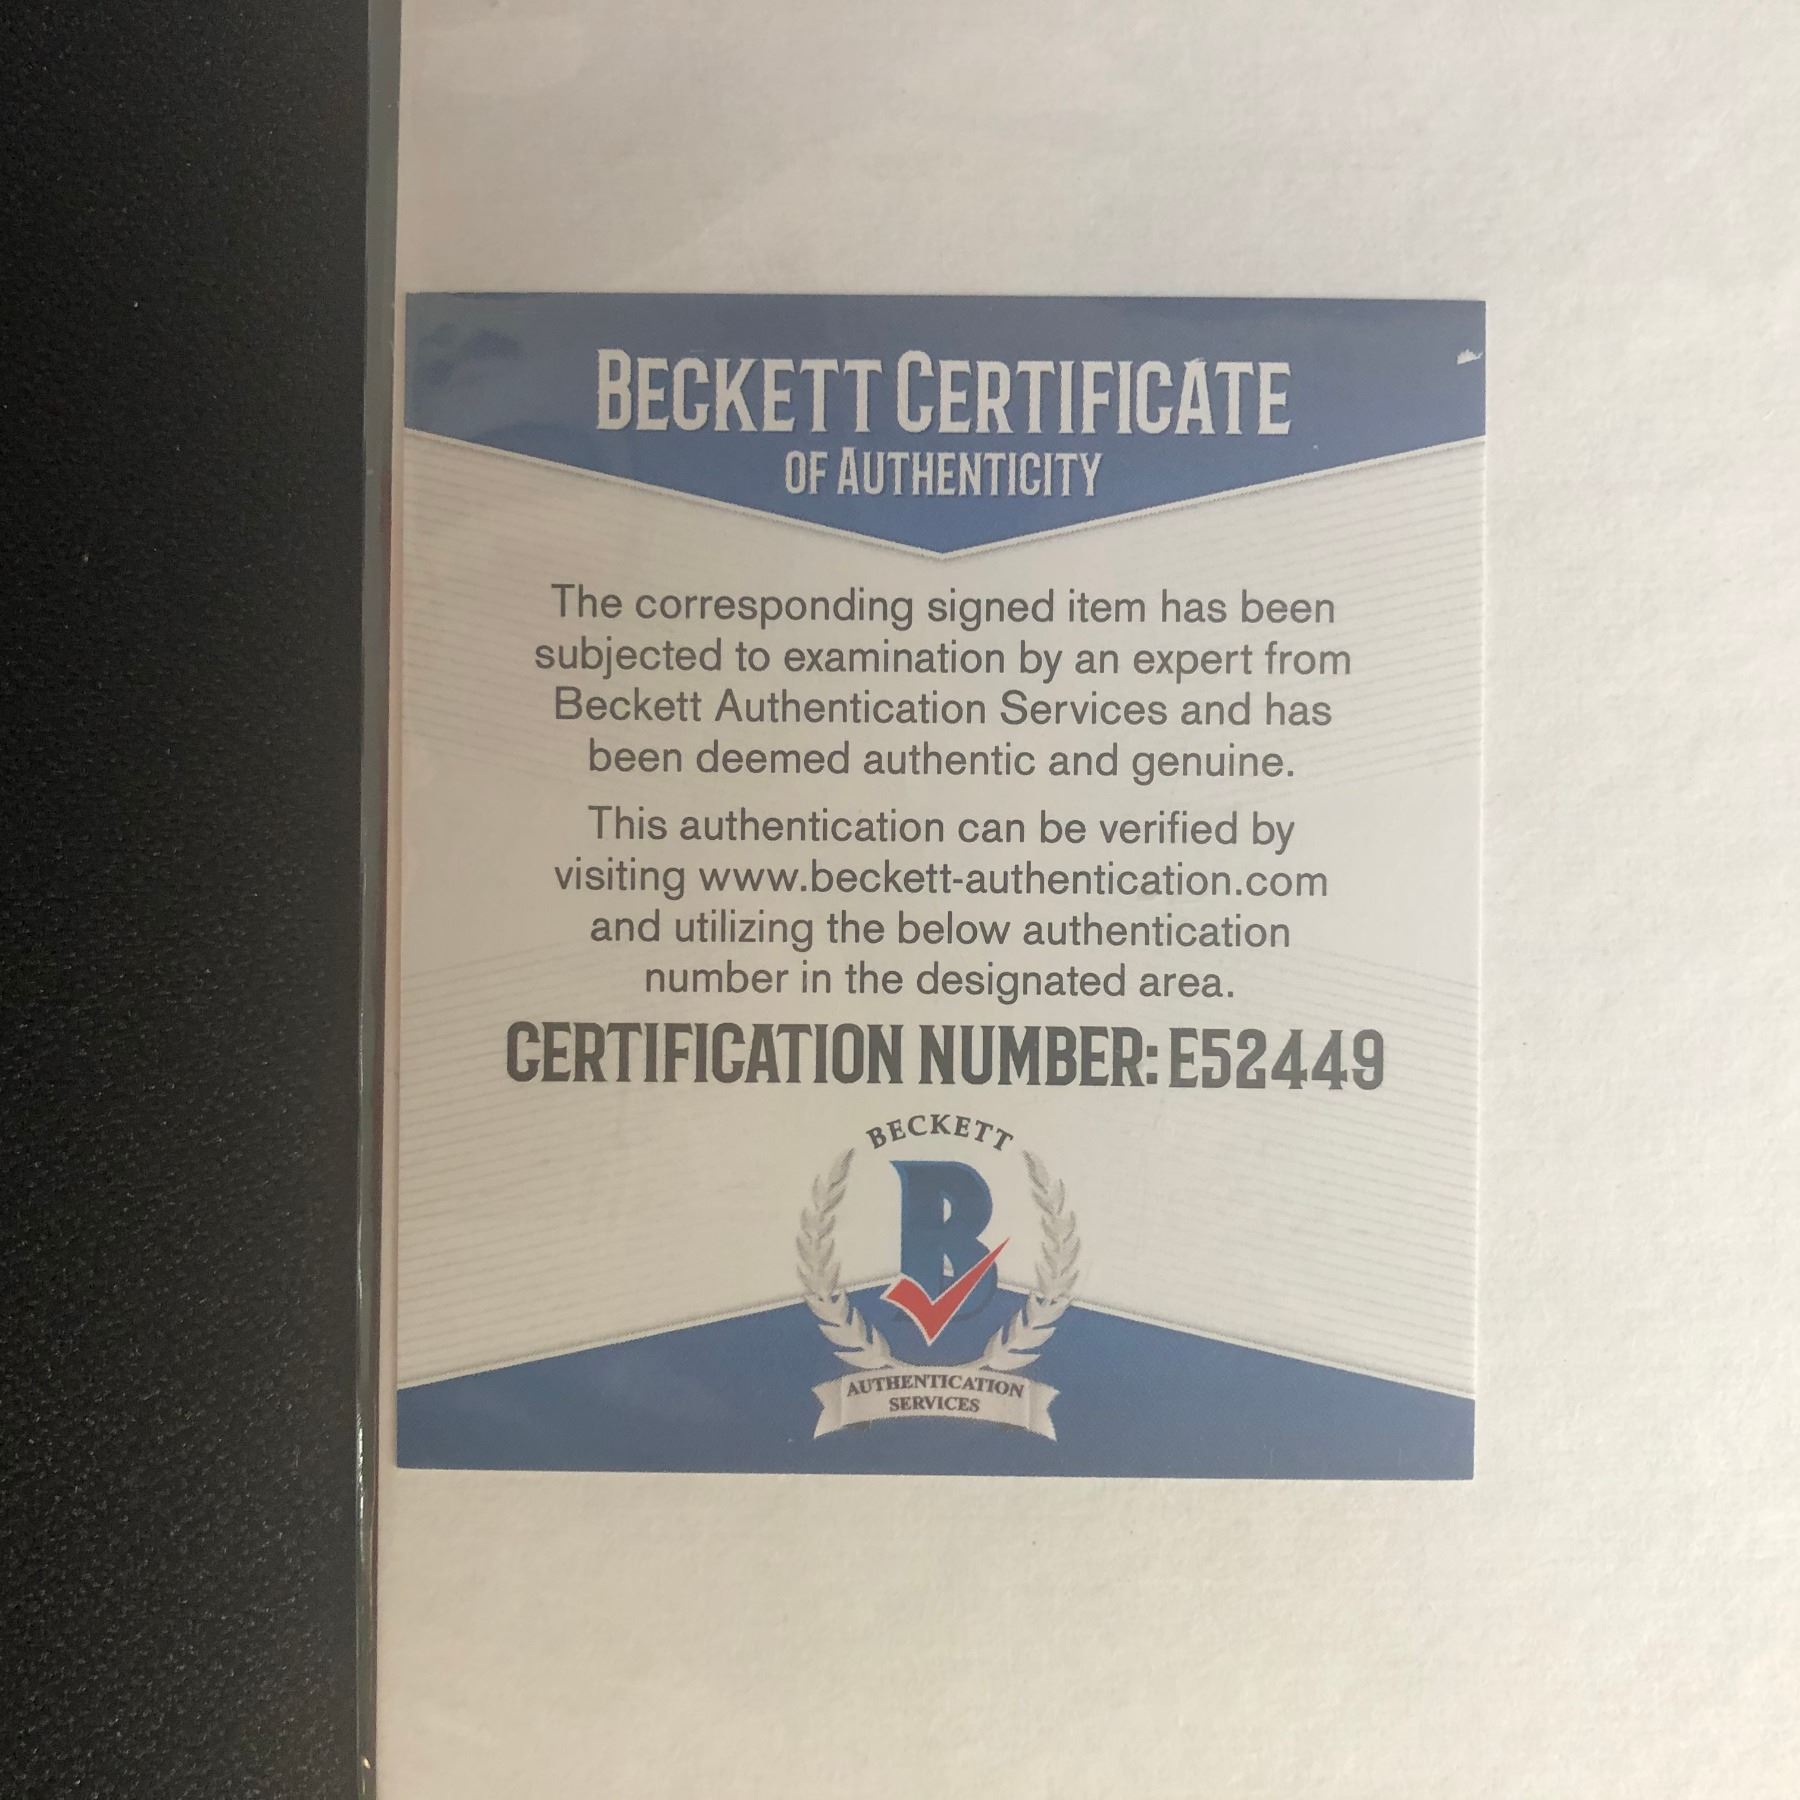 BECKETT CERTIFICATE
OF AUTHENTICITY
The corresponding signed item has been
subjected to examination by an expert from
Beckett Authentication Services and has
been deemed authentic and genuine.
This authentication can be verified by
visiting www.beckett-authentication.com
and utilizing the below authentication
number in the designated area.
CERTIFICATION NUMBER: E52449
BECKETT
B
AUTHENTICATION
SERVICES